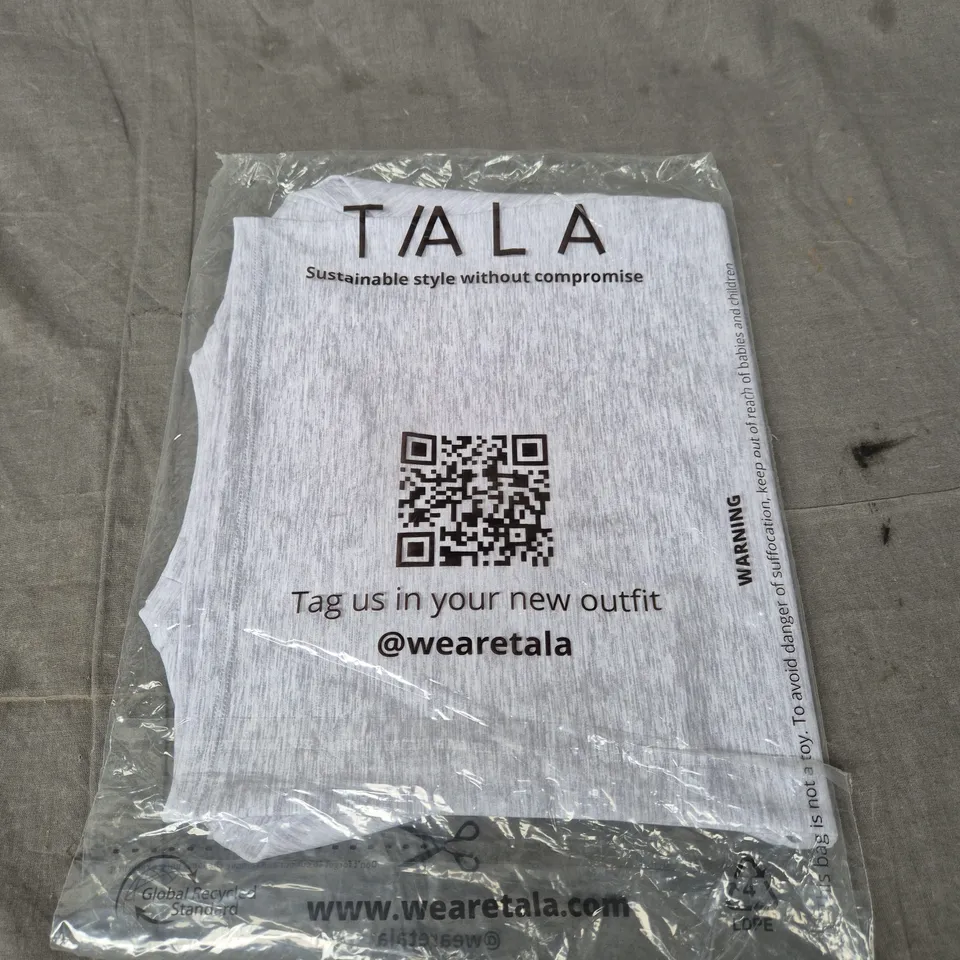 TALA
Sustainable style without compromise
Tag us in your new outfit
@wearetala
WARNING
bag is not a toy. To avoid danger of suffocation, keep out of reach of babies and children
Global Recycled
Standard
www.wearetala.com
@wearetala
4
LDPE